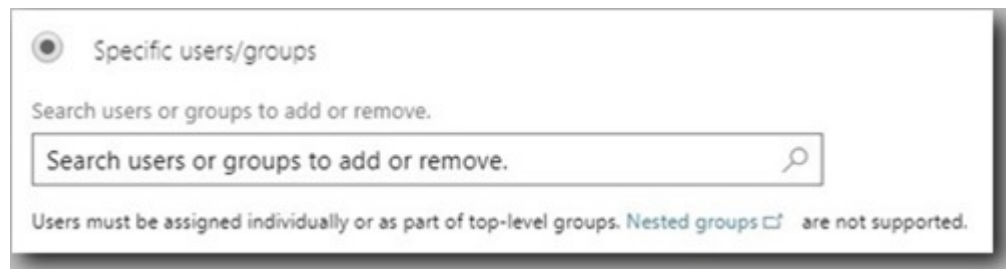 Specific users/groups
Search users or groups to add or remove.
Search users or groups to add or remove.
Users must be assigned individually or as part of top-level groups. Nested groups are not supported.